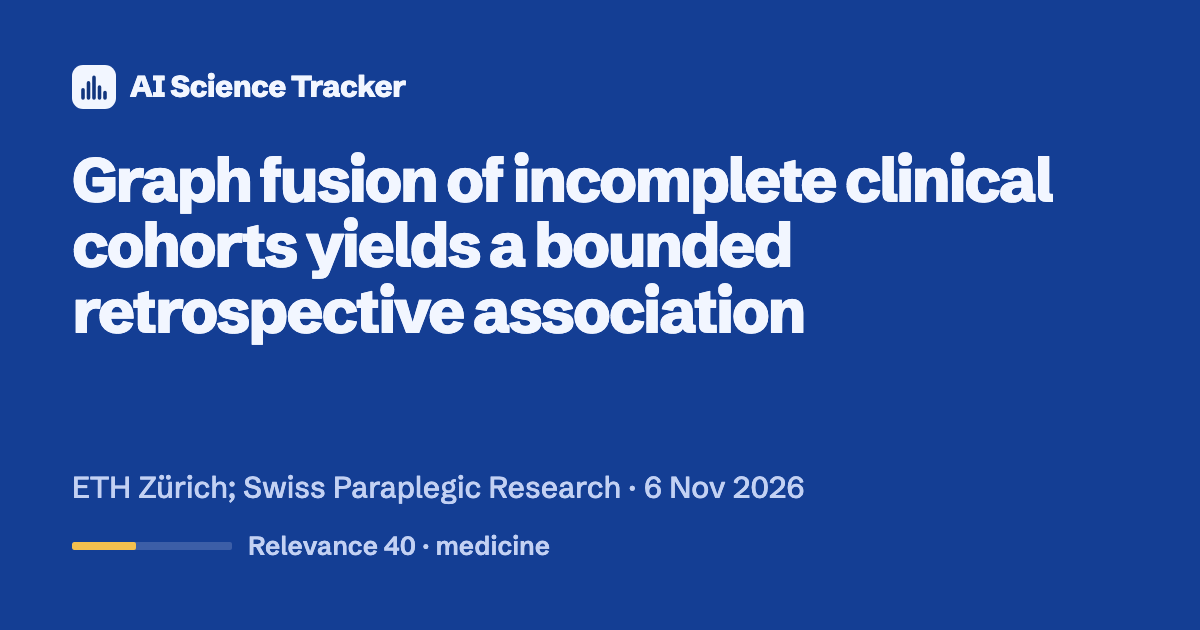 AI Science Tracker
Graph fusion of incomplete clinical
cohorts yields a bounded
retrospective association
ETH Zürich; Swiss Paraplegic Research · 6 Nov 2026
Relevance 40 · medicine